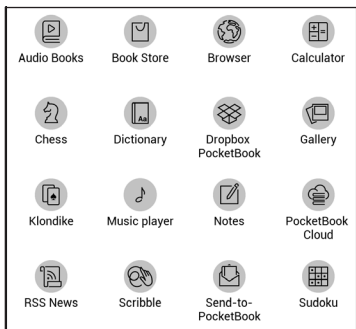 Audio Books
Book Store
Browser
Calculator
Chess
Dictionary
Aa
Dropbox
PocketBook
Gallery
Klondike
Music player
Notes
PocketBook
Cloud
RSS News
Scribble
Send-to-
PocketBook
Sudoku